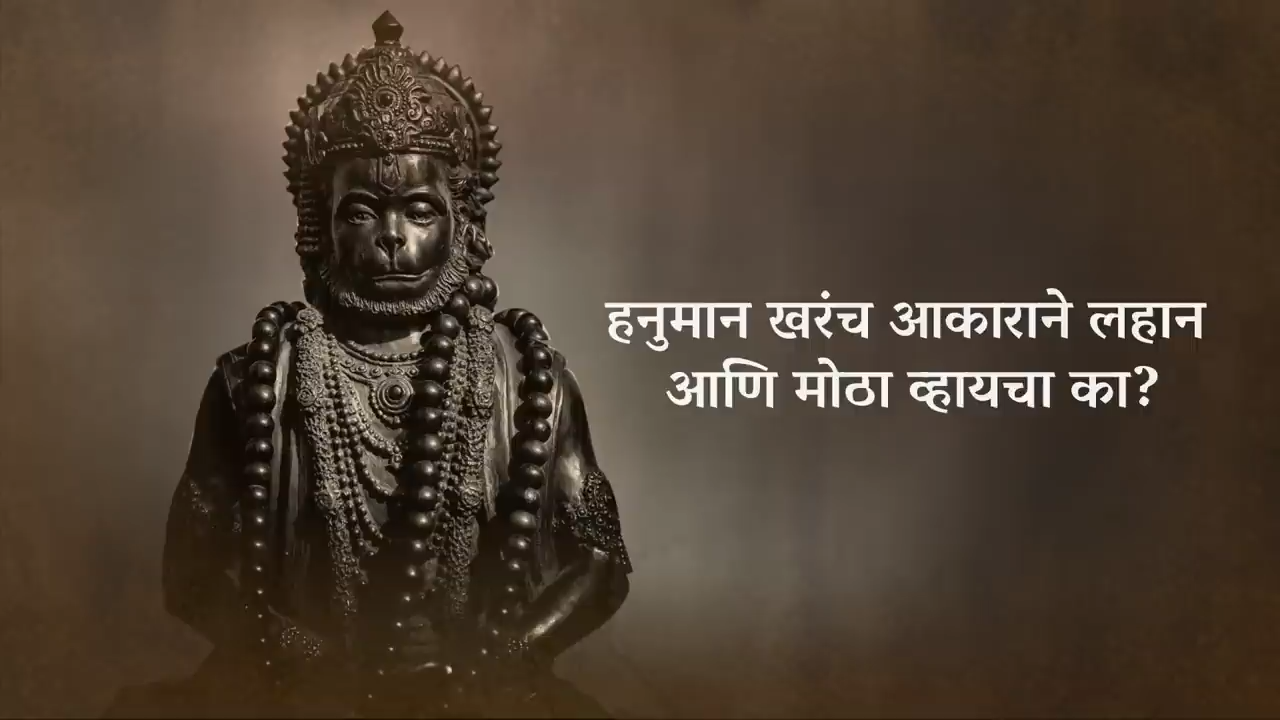 हनुमान खरंच आकाराने लहान
आणि मोठा व्हायचा का?